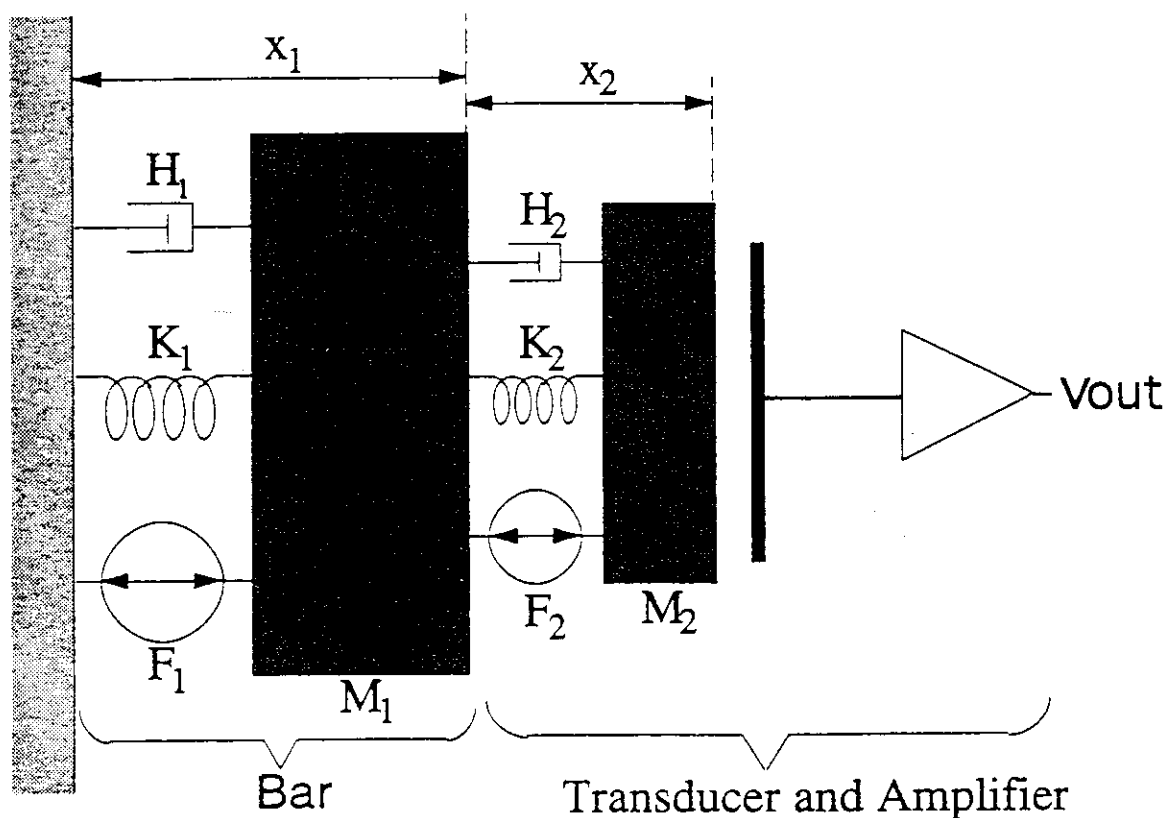 x₁
x₂
H₁
H₂
K₁
K₂
Vout
F₁
F₂
M₂
M₁
Bar
Transducer and Amplifier